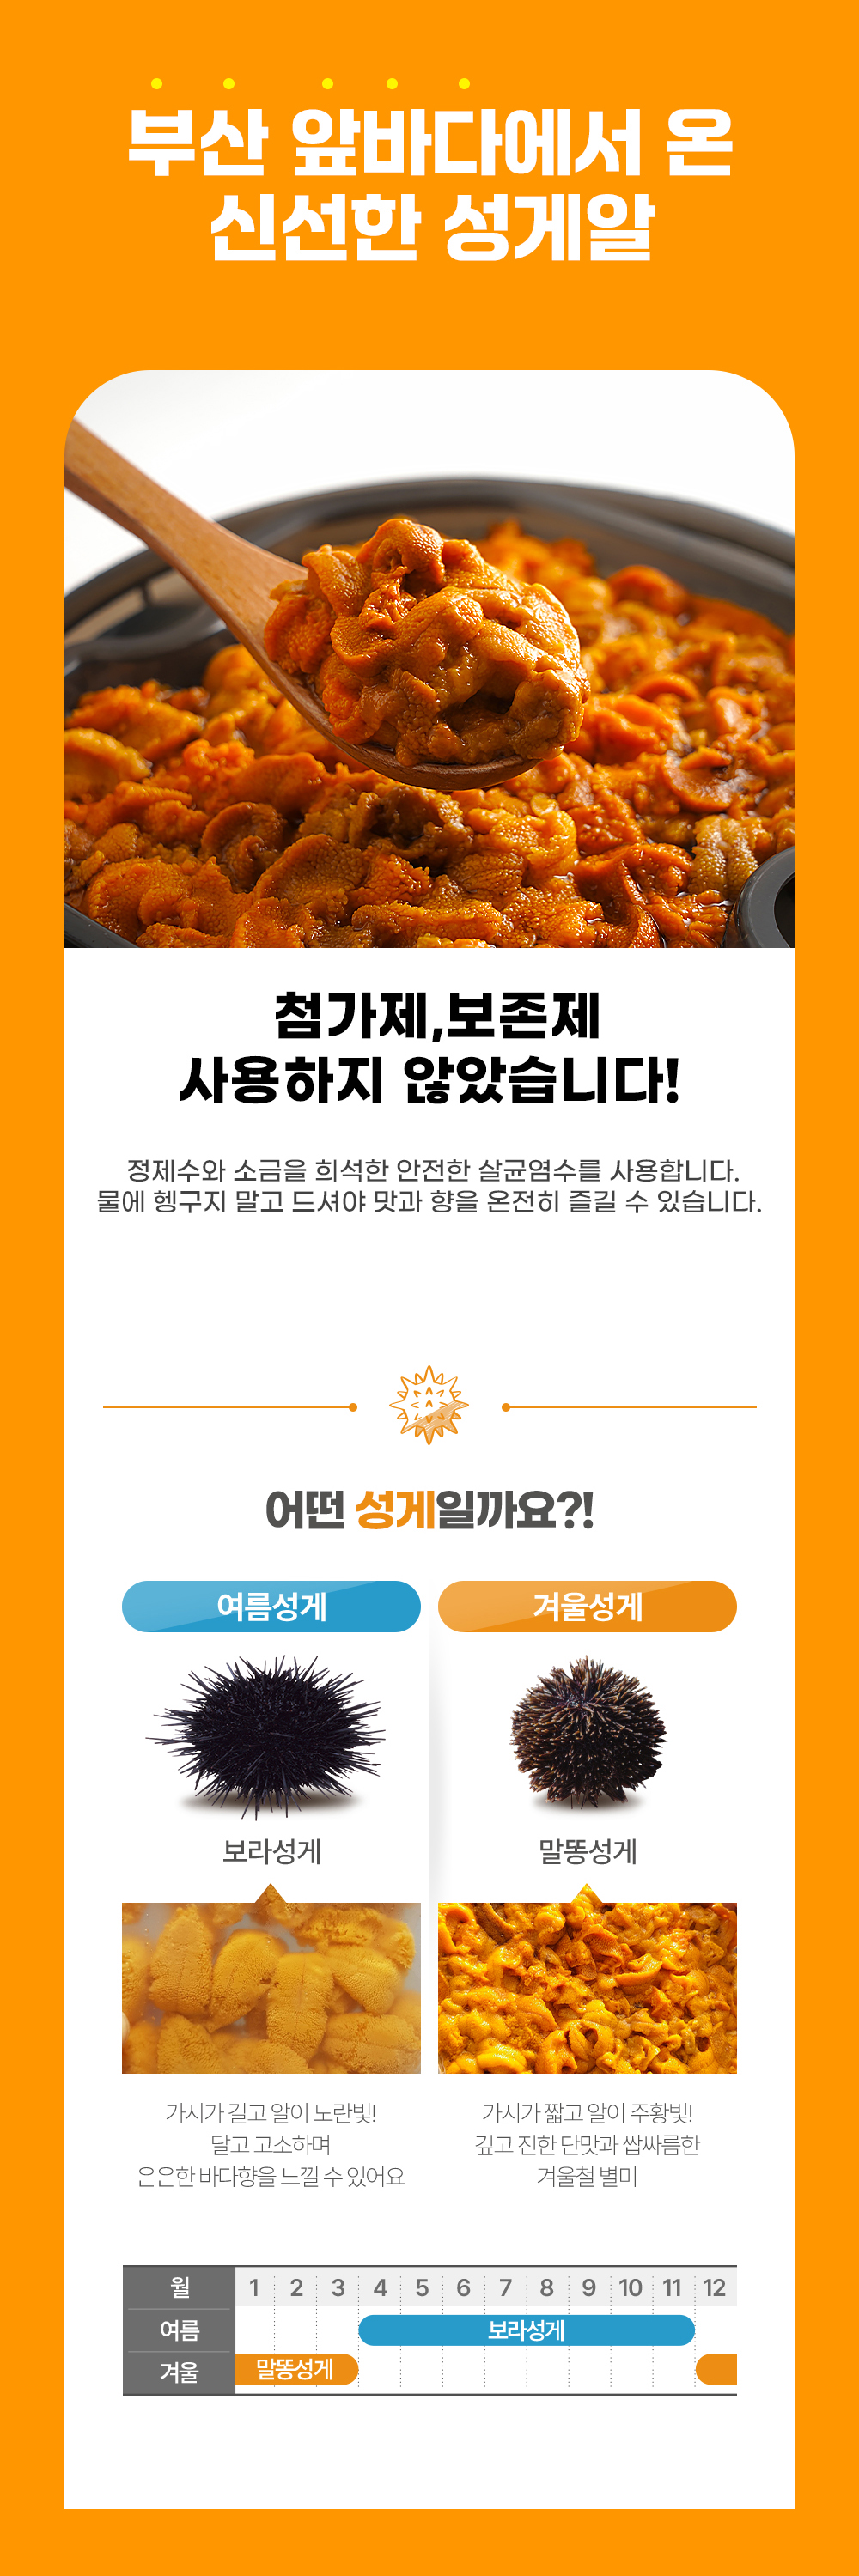 부산 앞바다에서 온
신선한 성게알
첨가제,보존제
사용하지 않았습니다!
정제수와 소금을 희석한 안전한 살균염수를 사용합니다.
물에 헹구지 말고 드셔야 맛과 향을 온전히 즐길 수 있습니다.
어떤 성게일까요?!
여름성게
겨울성게
보라성게
말똥성게
가시가 길고 알이 노란빛!
달고 고소하며
은은한 바다향을 느낄 수 있어요
가시가 짧고 알이 주황빛!
깊고 진한 단맛과 쌉싸름한
겨울철 별미
월 1 2 3 4 5 6 7 8 9 10 11 12
여름 보라성게
겨울 말똥성게